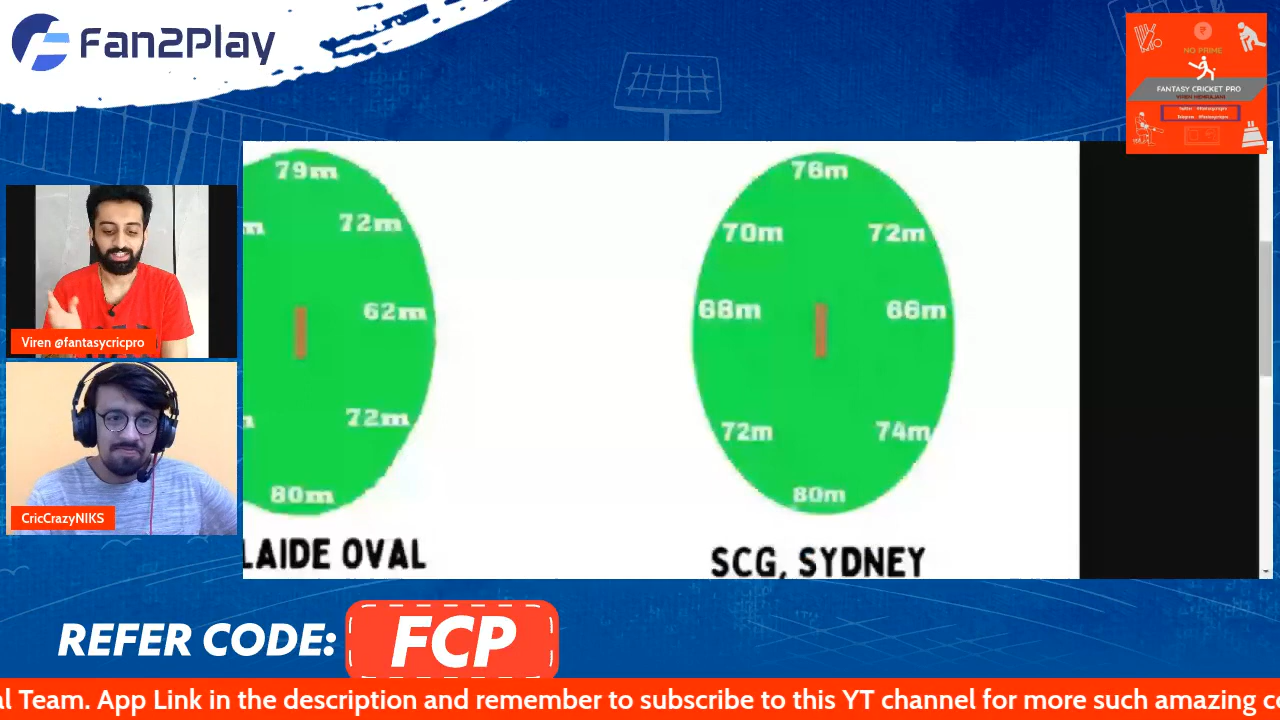 Fan2Play
NO PRIME
FANTASY CRICKET PRO
79m
72m
62m
72m
80m
LAIDE OVAL
76m
70m
72m
68m
66m
72m
74m
80m
SCG, SYDNEY
Viren @fantasycricpro
CricCrazyNIKS
REFER CODE:
FCP
al Team. App Link in the description and remember to subscribe to this YT channel for more such amazing c